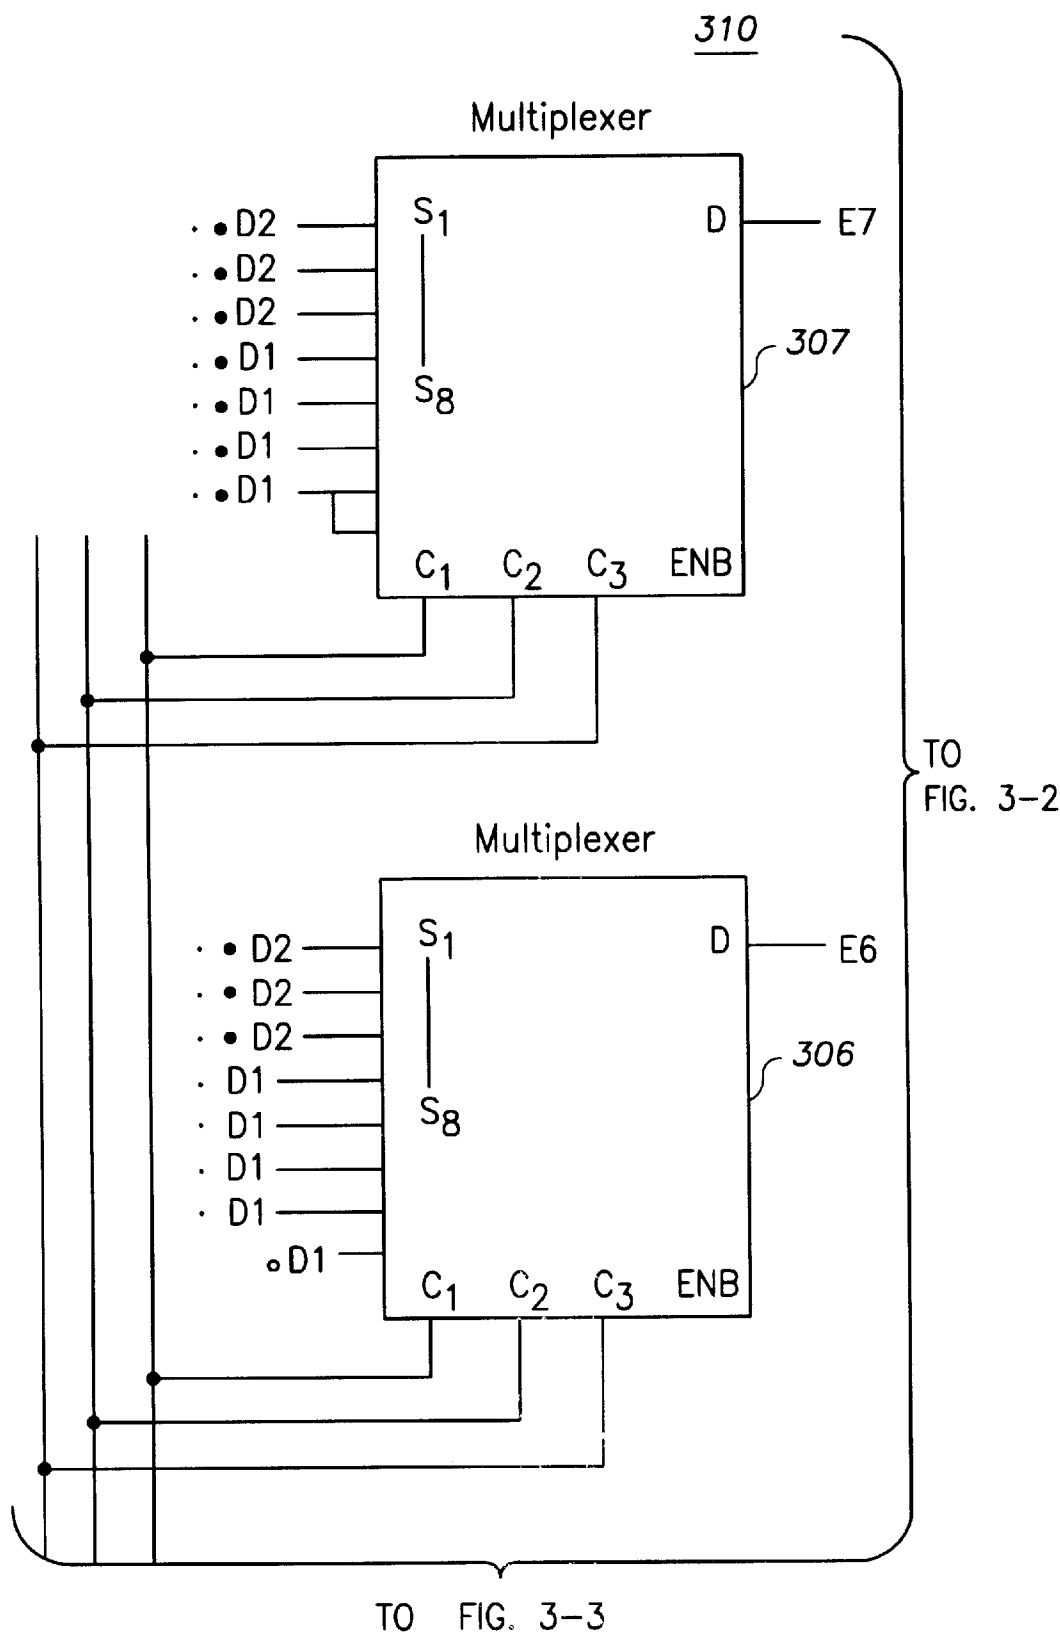 310
Multiplexer
D2 S1 D E7
D2
D2
D1 307
D1 S8
D1
D1
C1 C2 C3 ENB
TO
FIG. 3-2
Multiplexer
D2 S1 D E6
D2
D2
D1 306
D1 S8
D1
D1
D1
C1 C2 C3 ENB
TO FIG. 3-3